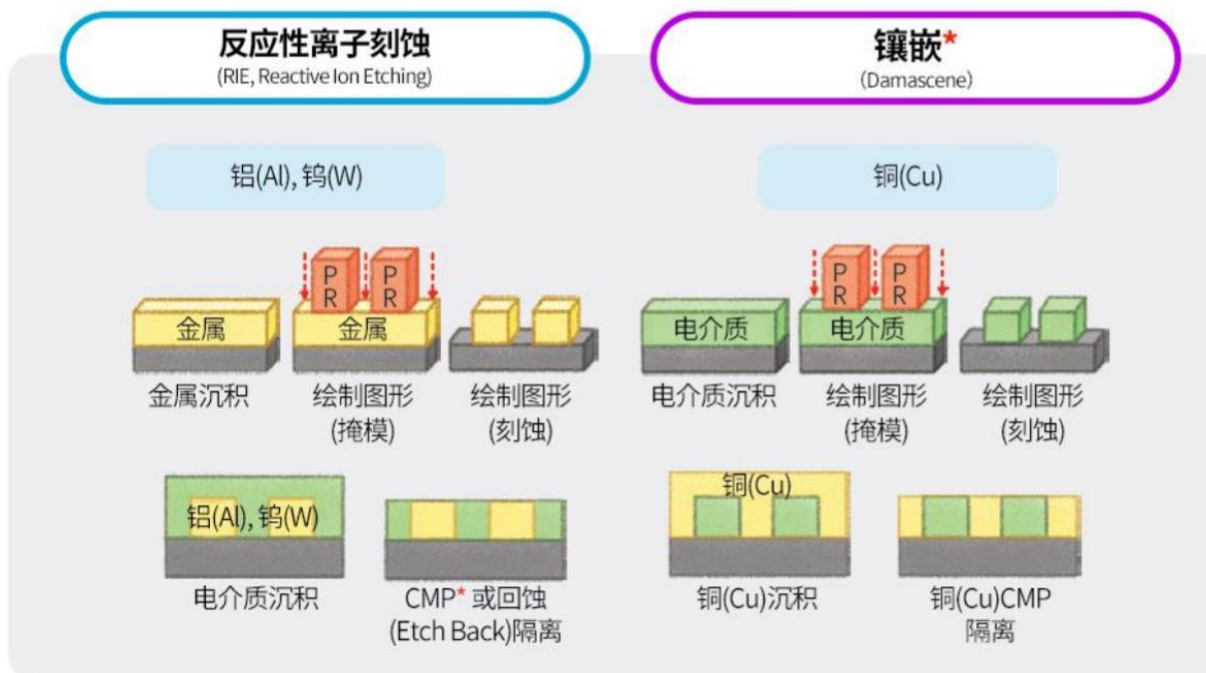 反应性离子刻蚀
(RIE, Reactive Ion Etching)
铝(Al), 钨(W)
PR
PR
金属
金属
金属沉积
绘制图形
(掩模)
绘制图形
(刻蚀)
铝(Al), 钨(W)
电介质沉积
CMP* 或回蚀
(Etch Back)隔离
镶嵌*
(Damascene)
铜(Cu)
PR
PR
电介质
电介质
电介质沉积
绘制图形
(掩模)
绘制图形
(刻蚀)
铜(Cu)
铜(Cu)沉积
铜(Cu)CMP
隔离